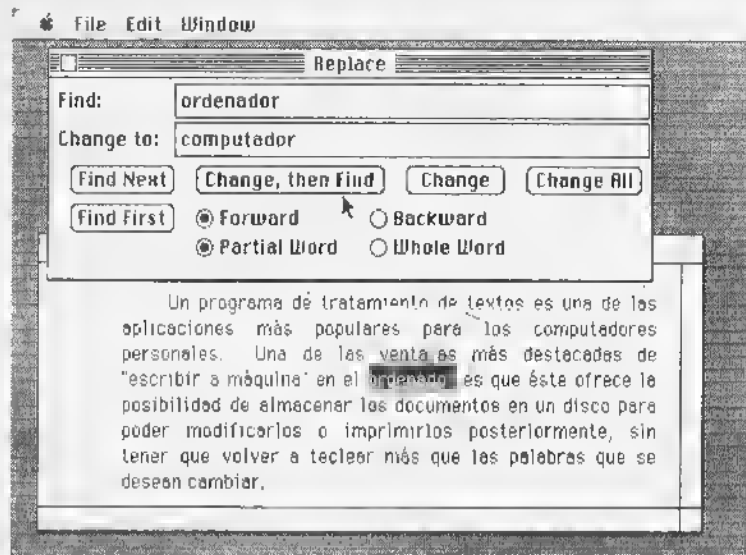 File Edit Window
Replace
Find: ordenador
Change to: computador
Find Next Change, then Find Change Change All
Find First Forward Backward
Partial Word Whole Word
Un programa de tratamiento de textos es una de las
aplicaciones más populares para los computadores
personales. Una de las ventajas más destacadas de
"escribir a máquina" en el ordenador es que éste ofrece la
posibilidad de almacenar los documentos en un disco para
poder modificarlos o imprimirlos posteriormente, sin
tener que volver a teclear más que las palabras que se
desean cambiar.